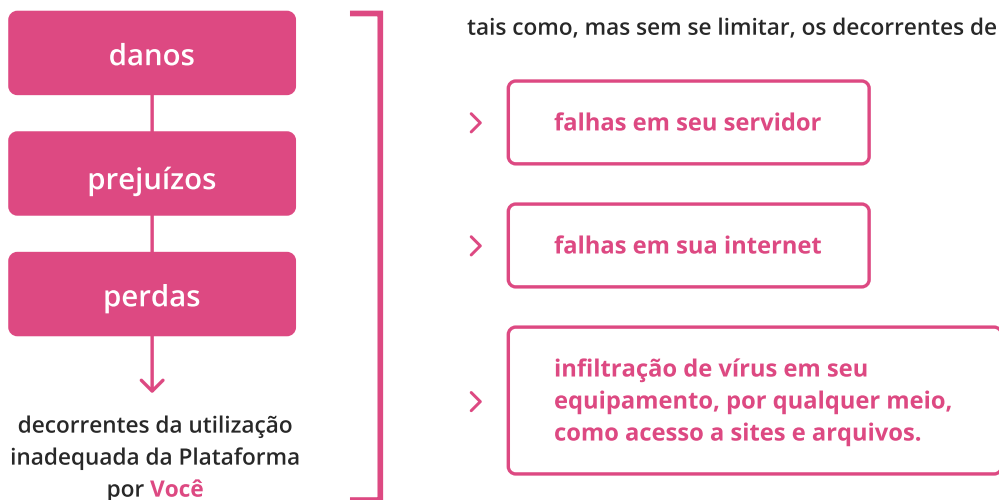 danos
prejuízos
perdas
decorrentes da utilização
inadequada da Plataforma
por Você
tais como, mas sem se limitar, os decorrentes de
falhas em seu servidor
falhas em sua internet
infiltração de vírus em seu
equipamento, por qualquer meio,
como acesso a sites e arquivos.